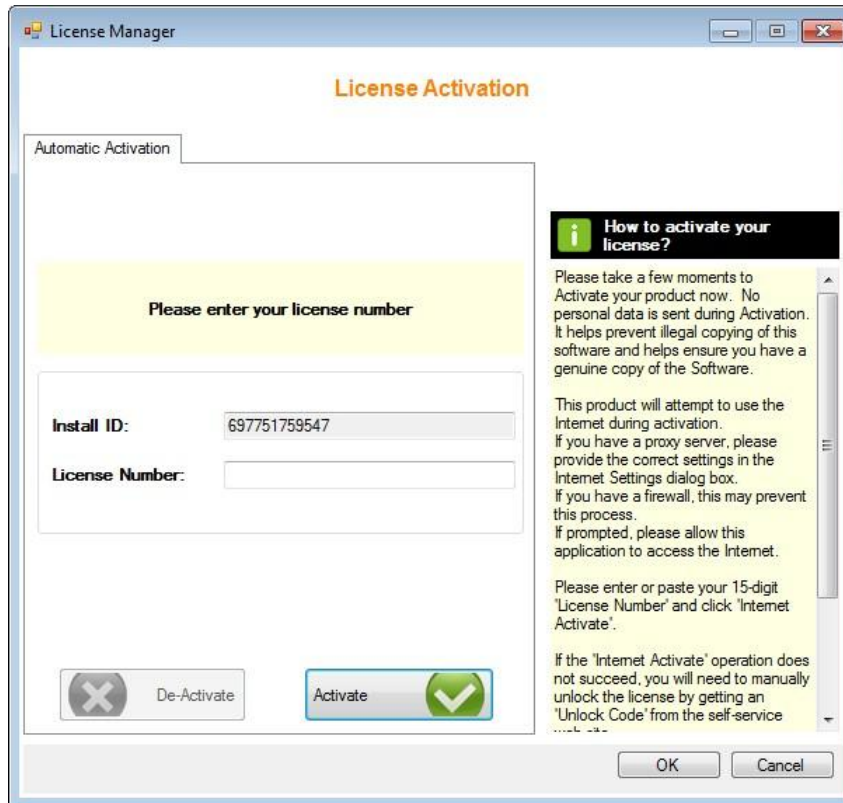 License Manager
License Activation
Automatic Activation
Please enter your license number
Install ID:
697751759547
License Number:
De-Activate
Activate
How to activate your
license?
Please take a few moments to
Activate your product now.  No
personal data is sent during Activation.
It helps prevent illegal copying of this
software and helps ensure you have a
genuine copy of the Software.
This product will attempt to use the
Internet during activation.
If you have a proxy server, please
provide the correct settings in the
Internet Settings dialog box.
If you have a firewall, this may prevent
this process.
If prompted, please allow this
application to access the Internet.
Please enter or paste your 15-digit
'License Number' and click 'Internet
Activate'.
If the 'Internet Activate' operation does
not succeed, you will need to manually
unlock the license by getting an
'Unlock Code' from the self-service
OK
Cancel